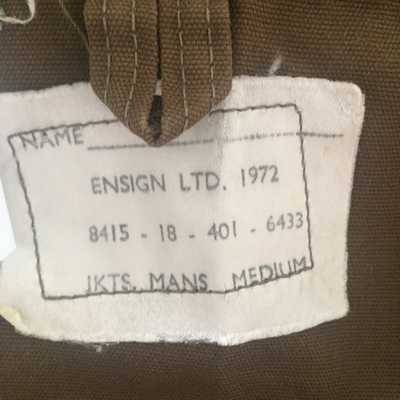 NAME
ENSIGN LTD. 1972
8415 - 18 - 401 - 6433
JKTS. MANS. MEDIUM